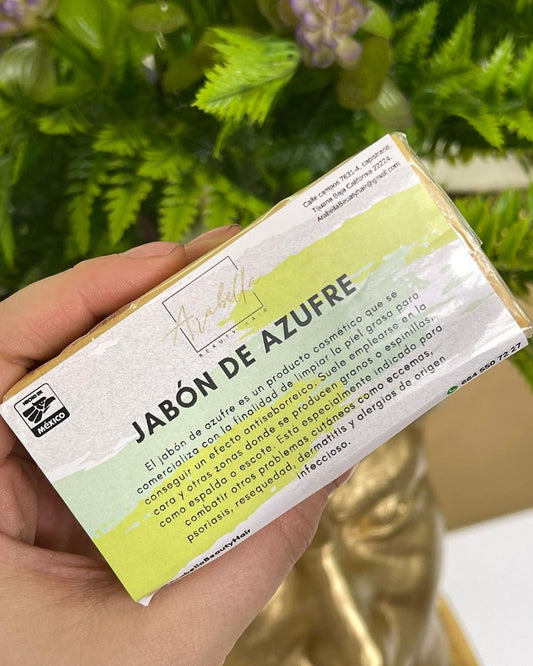 Calle campos 7631-4, capistrano,
Tijuana Baja California 22224.
ArabellaBeautyhair@gmail.com
Arabella
BEAUTY HAIR
HECHO EN
MÉXICO
JABÓN DE AZUFRE
El jabón de azufre es un producto cosmético que se
comercializa con la finalidad de limpiar la piel grasa para
conseguir un efecto antiseborreico. Suele emplearse en la
cara y otras zonas donde se producen granos o espinillas,
como espalda o escote. Está especialmente indicado para
combatir otros problemas cutáneos como eccemas,
psoriasis, resequedad, dermatitis y alergias de origen
infeccioso.
664 650 72 27
abellaBeautyHair